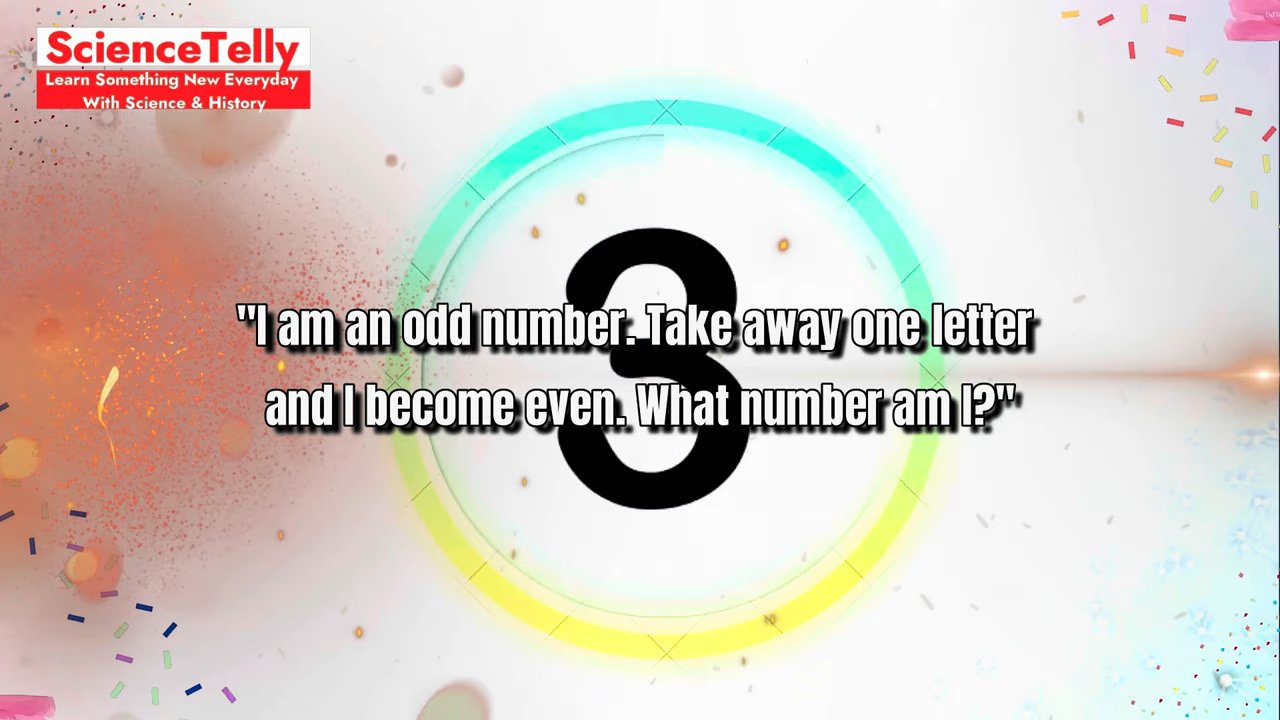 ScienceTelly
Learn Something New Everyday
With Science & History
3
"I am an odd number. Take away one letter
and I become even. What number am I?"